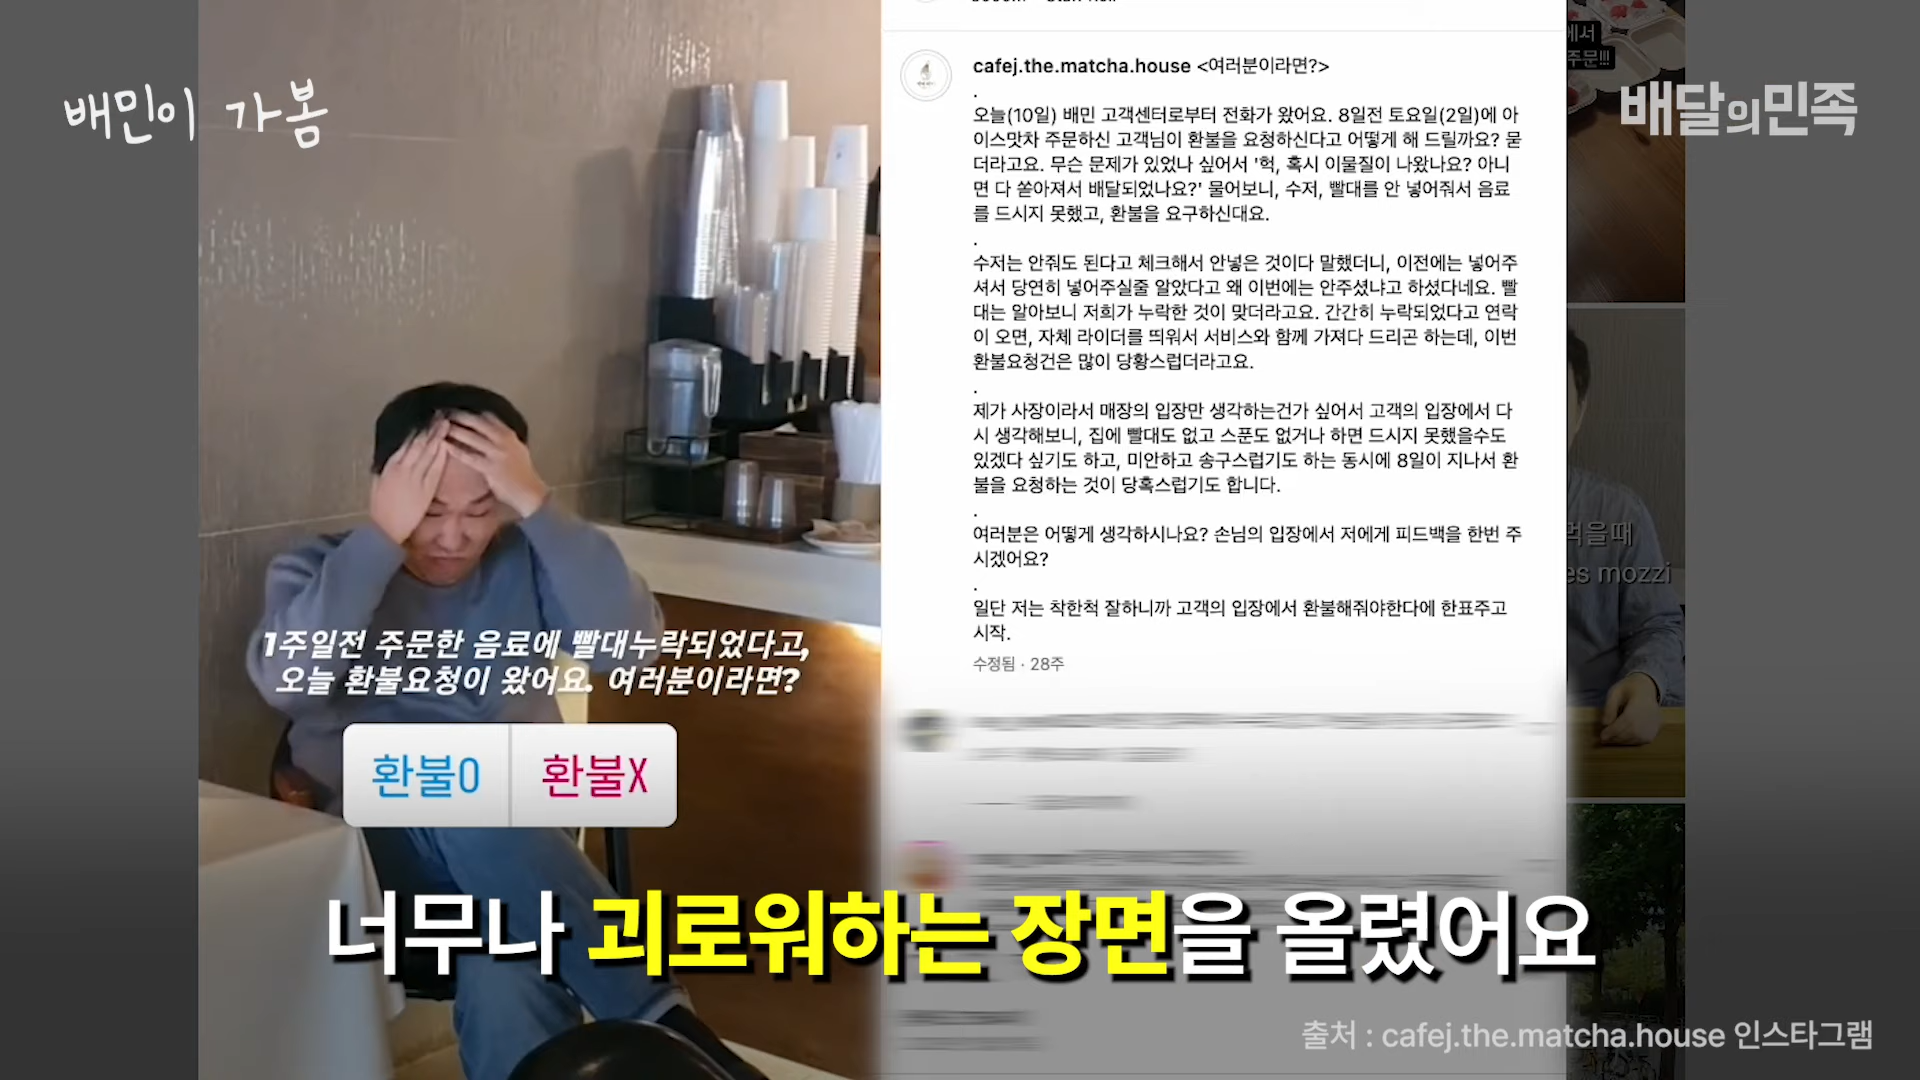 배민이 가봄
배달의민족
에서
주문!!!
cafej.the.matcha.house <여러분이라면?>
.
오늘(10일) 배민 고객센터로부터 전화가 왔어요. 8일전 토요일(2일)에 아
이스맛차 주문하신 고객님이 환불을 요청하신다고 어떻게 해 드릴까요? 묻
더라고요. 무슨 문제가 있었나 싶어서 '헉, 혹시 이물질이 나왔나요? 아니
면 다 쏟아져서 배달되었나요?' 물어보니, 수저, 빨대를 안 넣어줘서 음료
를 드시지 못했고, 환불을 요구하신대요.
.
수저는 안줘도 된다고 체크해서 안넣은 것이다 말했더니, 이전에는 넣어주
셔서 당연히 넣어주실줄 알았다고 왜 이번에는 안주셨냐고 하셨다네요. 빨
대는 알아보니 저희가 누락한 것이 맞더라고요. 간간히 누락되었다고 연락
이 오면, 자체 라이더를 띄워서 서비스와 함께 가져다 드리곤 하는데, 이번
환불요청건은 많이 당황스럽더라고요.
.
제가 사장이라서 매장의 입장만 생각하는건가 싶어서 고객의 입장에서 다
시 생각해보니, 집에 빨대도 없고 스푼도 없거나 하면 드시지 못했을수도
있겠다 싶기도 하고, 미안하고 송구스럽기도 하는 동시에 8일이 지나서 환
불을 요청하는 것이 당혹스럽기도 합니다.
.
여러분은 어떻게 생각하시나요? 손님의 입장에서 저에게 피드백을 한번 주
시겠어요?
.
일단 저는 착한척 잘하니까 고객의 입장에서 환불해줘야한다에 한표주고
시작.
수정됨 · 28주
먹을때
es mozzi
1주일전 주문한 음료에 빨대누락되었다고,
오늘 환불요청이 왔어요. 여러분이라면?
환불O 환불X
너무나 괴로워하는 장면을 올렸어요
출처 : cafej.the.matcha.house 인스타그램